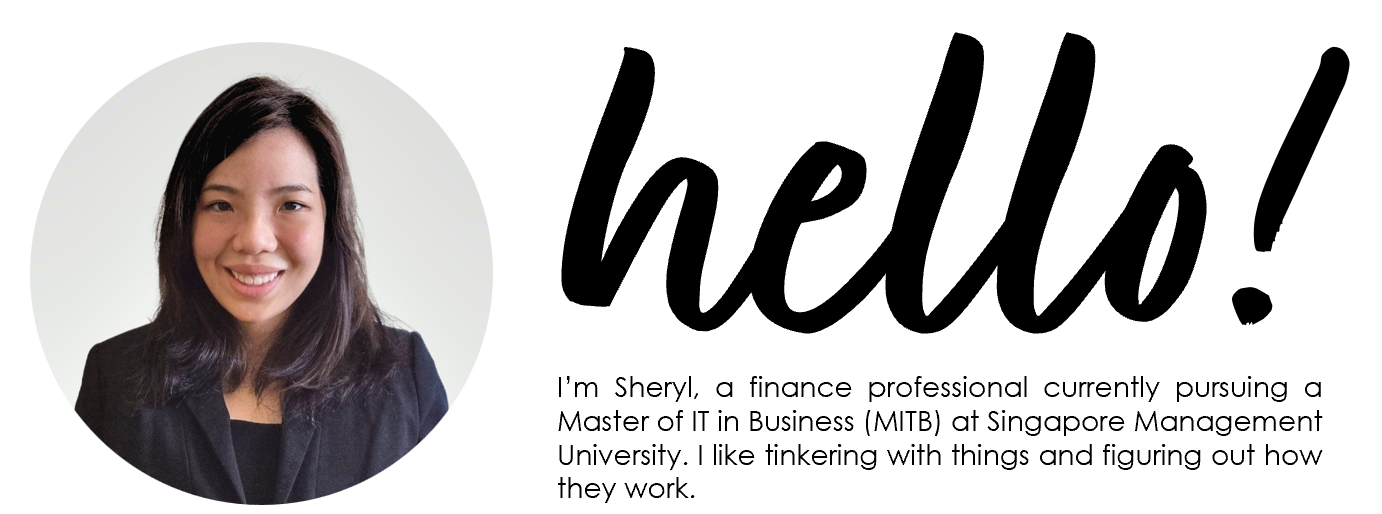 hello!
I’m Sheryl, a finance professional currently pursuing a
Master of IT in Business (MITB) at Singapore Management
University. I like tinkering with things and figuring out how
they work.